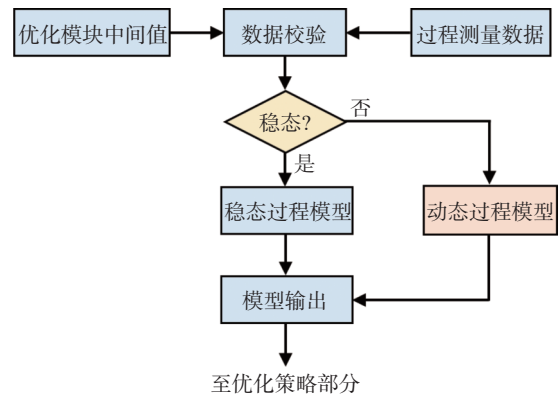 优化模块中间值
数据校验
过程测量数据
稳态?
否
是
稳态过程模型
动态过程模型
模型输出
至优化策略部分